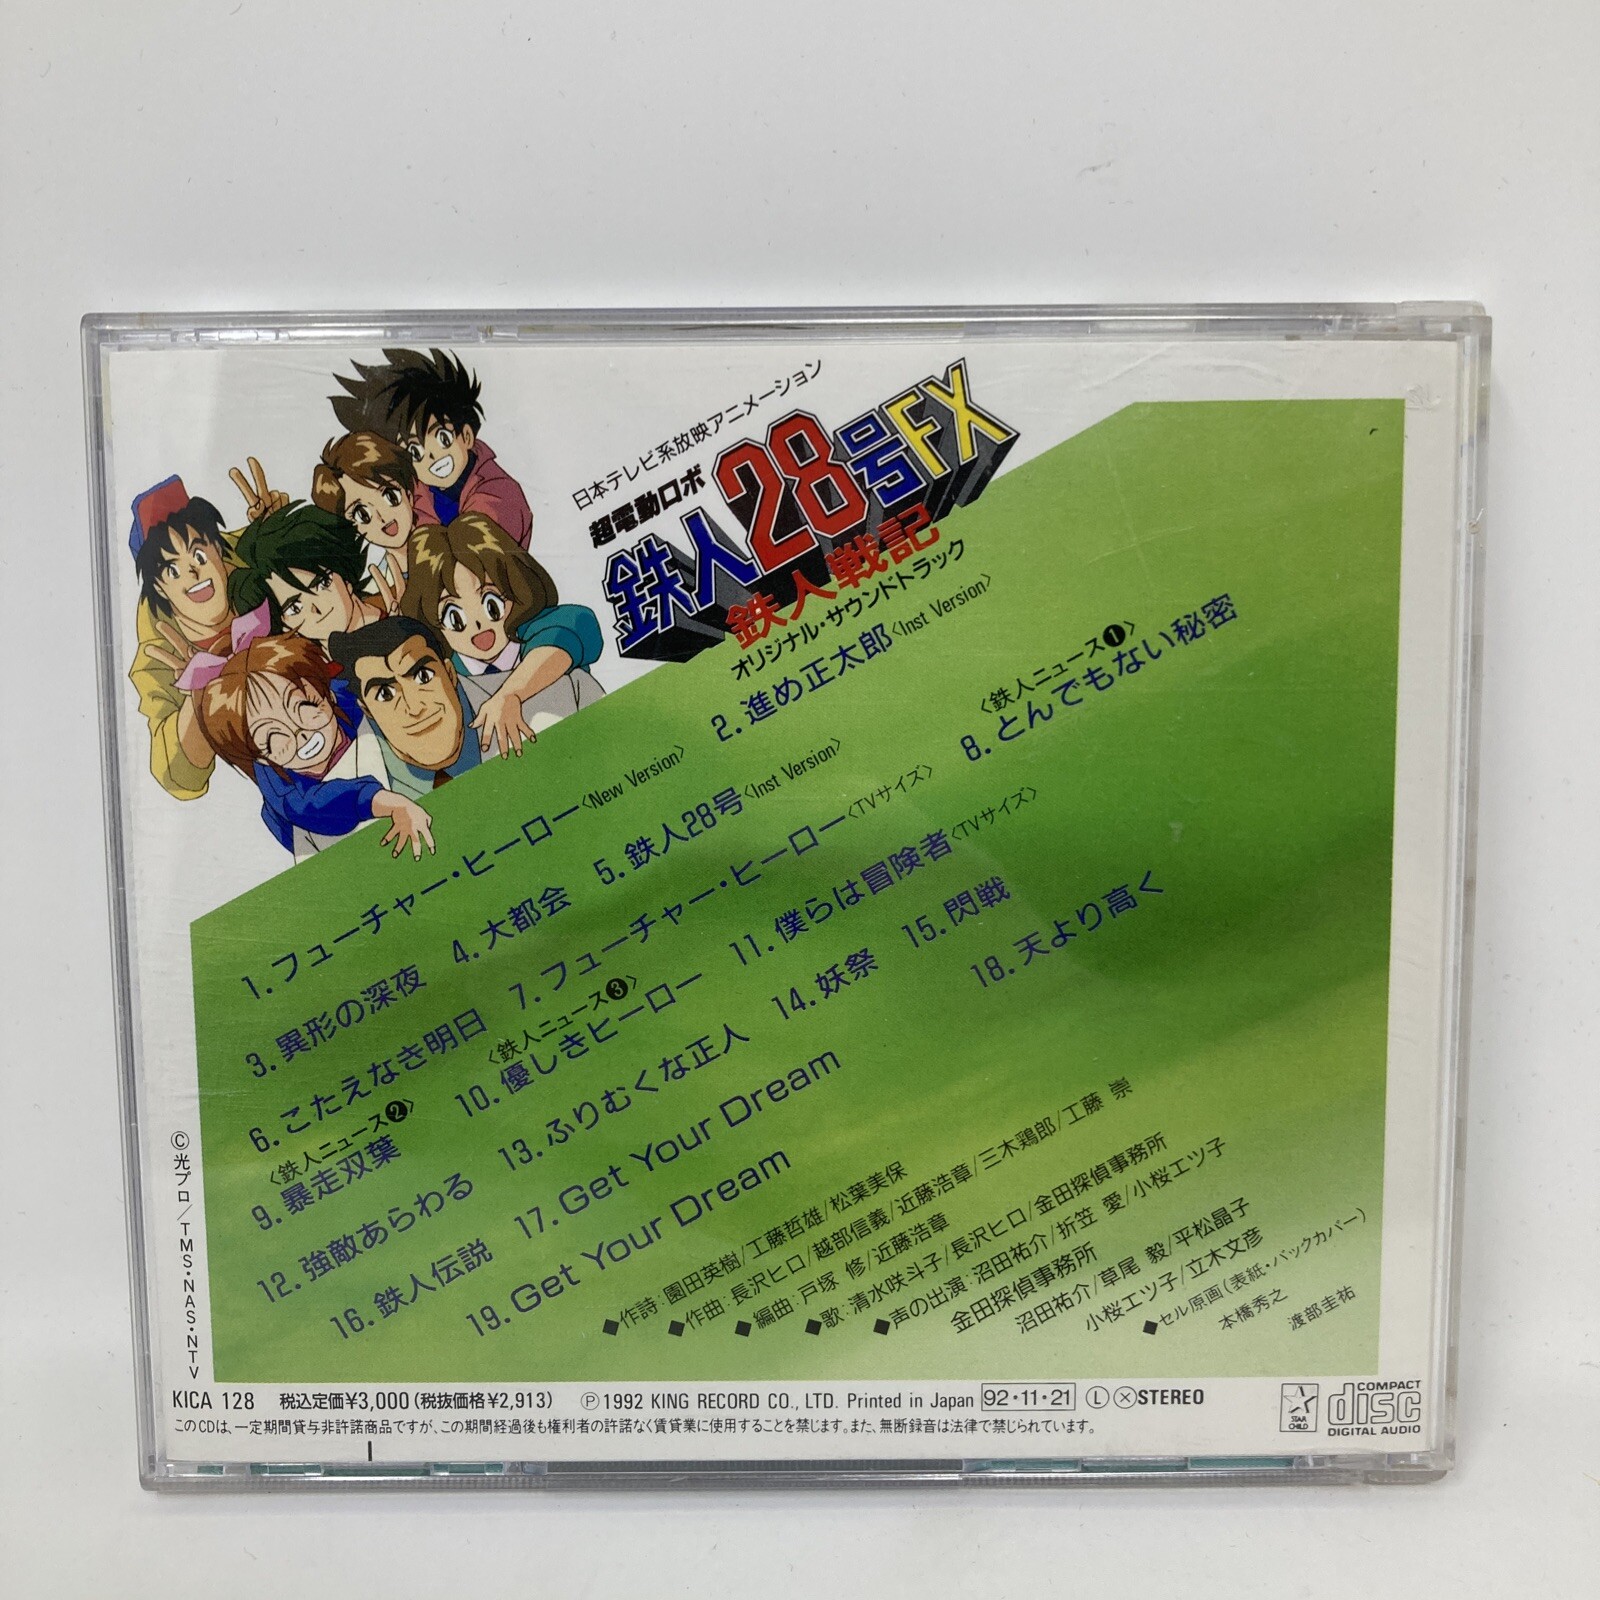 日本テレビ系放映アニメーション
超電動ロボ
鉄人28号FX
鉄人戦記
オリジナル・サウンドトラック
1. フューチャー・ヒーロー〈New Version〉
2. 進め正太郎〈Inst Version〉
3. 異形の深夜
4. 大都会
5. 鉄人28号〈Inst Version〉
6. こたえなき明日
7. フューチャー・ヒーロー〈TVサイズ〉
〈鉄人ニュース❶〉
8. とんでもない秘密
〈鉄人ニュース❷〉
9. 暴走双葉
〈鉄人ニュース❸〉
10. 優しきヒーロー
11. 僕らは冒険者〈TVサイズ〉
12. 強敵あらわる
13. ふりむくな正人
14. 妖祭
15. 閃戦
16. 鉄人伝説
17. Get Your Dream
18. 天より高く
19. Get Your Dream
◆作詩：園田英樹/工藤哲雄/松葉美保
◆作曲：長沢ヒロ/越部信義/近藤浩章/三木鶏郎/工藤 崇
◆編曲：戸塚 修/近藤浩章
◆歌：清水咲斗子/長沢ヒロ/金田探偵事務所
◆声の出演：沼田祐介/折笠 愛/小桜エツ子
金田探偵事務所
沼田祐介/草尾 毅/平松晶子
小桜エツ子/立木文彦
◆セル原画(表紙・バックカバー)
本橋秀之
渡部圭祐
©光プロ/TMS・NAS・NTV
KICA 128 税込定価¥3,000(税抜価格¥2,913) ℗1992 KING RECORD CO., LTD. Printed in Japan 92・11・21 Ⓛ ⓧ STEREO
このCDは、一定期間貸与非許諾商品ですが、この期間経過後も権利者の許諾なく賃貸業に使用することを禁じます。また、無断録音は法律で禁じられています。
STAR CHILD
COMPACT disc DIGITAL AUDIO